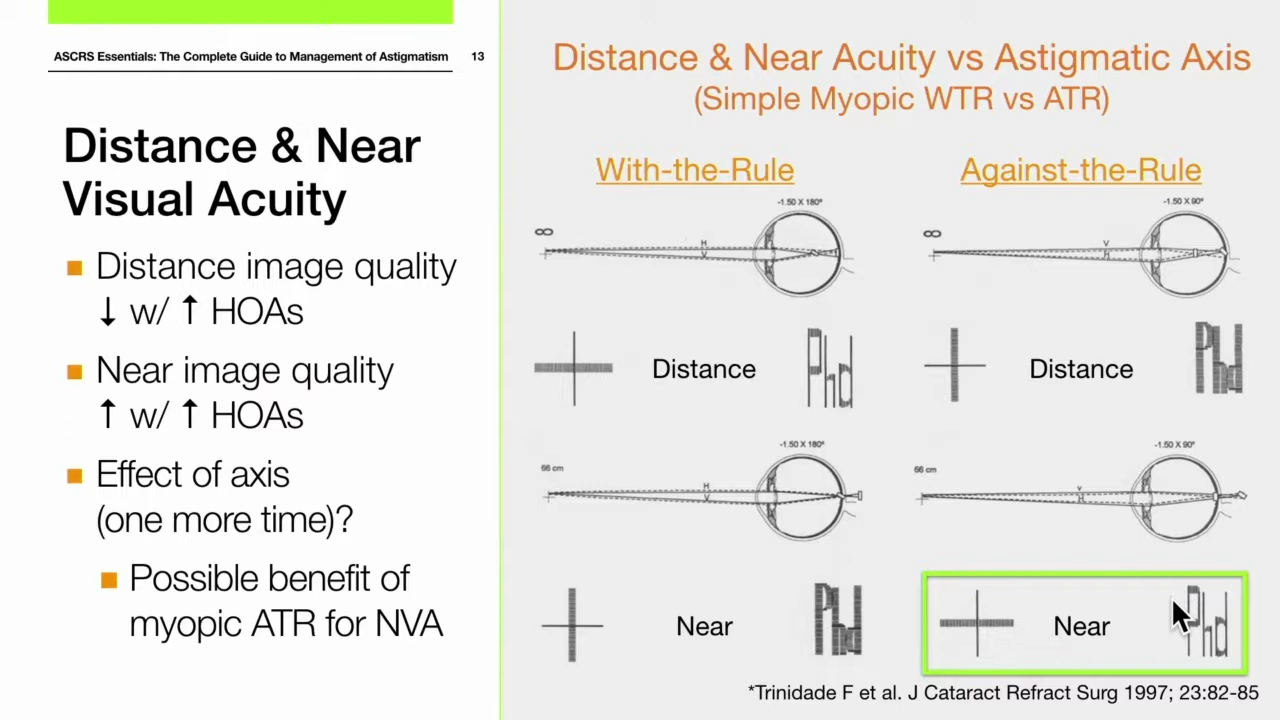 ASCRS Essentials: The Complete Guide to Management of Astigmatism 13
Distance & Near
Visual Acuity
Distance image quality
↓ w/ ↑ HOAs
Near image quality
↑ w/ ↑ HOAs
Effect of axis
(one more time)?
Possible benefit of
myopic ATR for NVA
Distance & Near Acuity vs Astigmatic Axis
(Simple Myopic WTR vs ATR)
With-the-Rule
-1.50 X 180°
∞
H
V
Distance
Phd
-1.50 X 180°
66 cm
H
V
Near
Phd
Against-the-Rule
-1.50 X 90°
∞
V
H
Distance
Phd
-1.50 X 90°
66 cm
V
H
Near
Phd
*Trinidade F et al. J Cataract Refract Surg 1997; 23:82-85